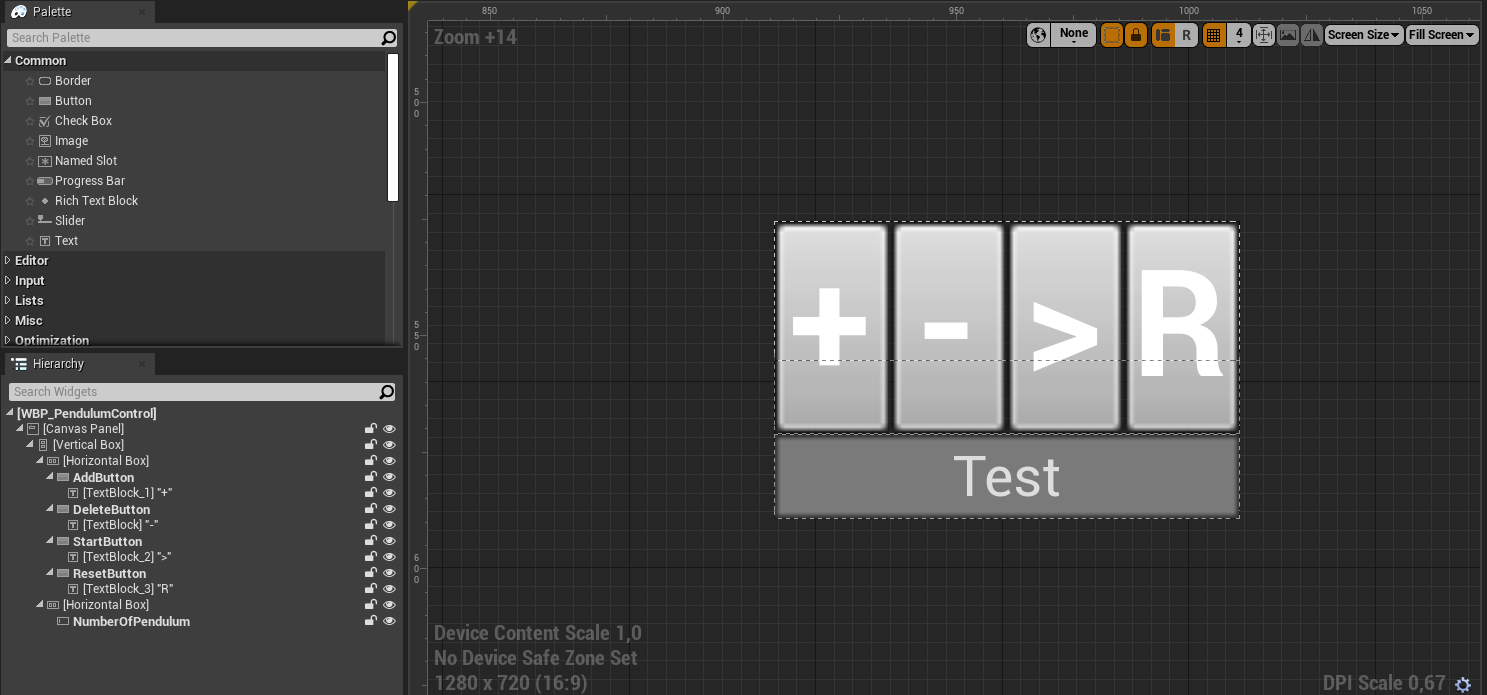 Palette
Search Palette
Common
Border
Button
Check Box
Image
Named Slot
Progress Bar
Rich Text Block
Slider
Text
Editor
Input
Lists
Misc
Optimization
Hierarchy
Search Widgets
[WBP_PendulumControl]
[Canvas Panel]
[Vertical Box]
[Horizontal Box]
AddButton
[TextBlock_1] "+"
DeleteButton
[TextBlock] "-"
StartButton
[TextBlock_2] ">"
ResetButton
[TextBlock_3] "R"
[Horizontal Box]
NumberOfPendulum
850 900 950 1000 1050
Zoom +14
None R 4 Screen Size Fill Screen
500
550
600
+ - > R
Test
Device Content Scale 1,0
No Device Safe Zone Set
1280 x 720 (16:9)
DPI Scale 0,67